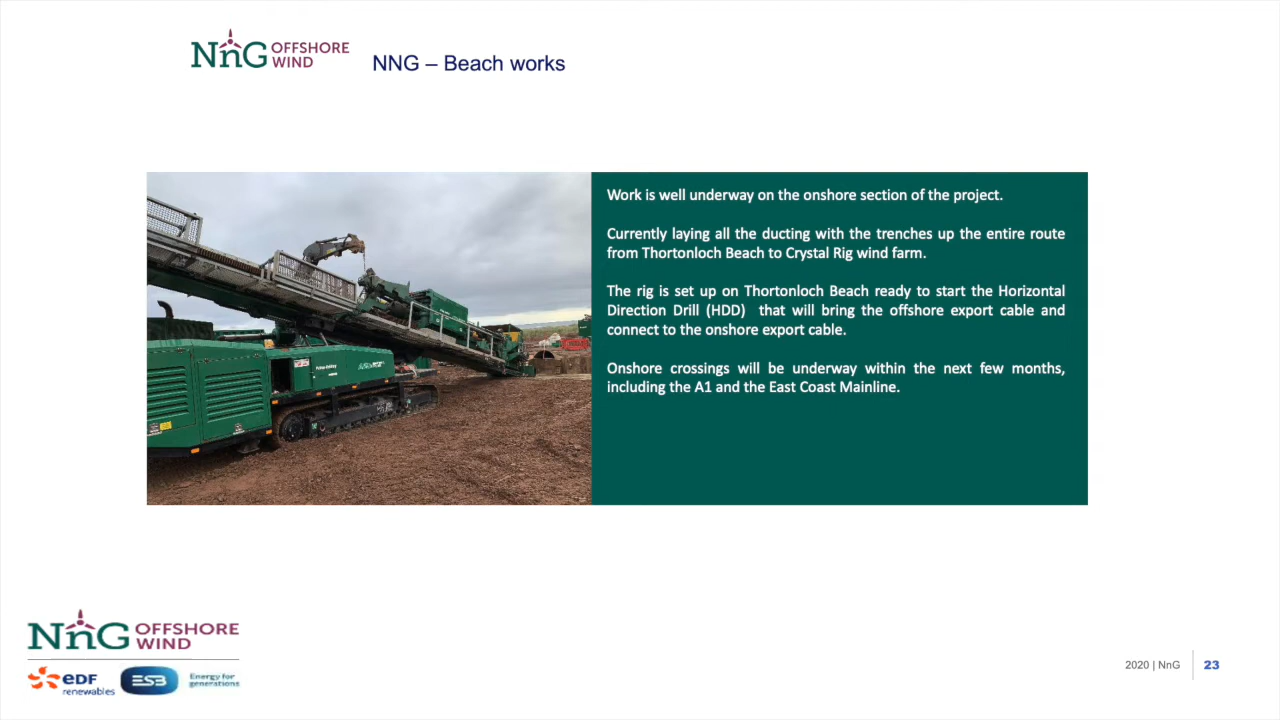 NnG OFFSHORE
WIND
NNG – Beach works
Work is well underway on the onshore section of the project.
Currently laying all the ducting with the trenches up the entire route
from Thortonloch Beach to Crystal Rig wind farm.
The rig is set up on Thortonloch Beach ready to start the Horizontal
Direction Drill (HDD) that will bring the offshore export cable and
connect to the onshore export cable.
Onshore crossings will be underway within the next few months,
including the A1 and the East Coast Mainline.
NnG OFFSHORE
WIND
eDF
renewables
ESB
Energy for
generations
2020 | NnG
23